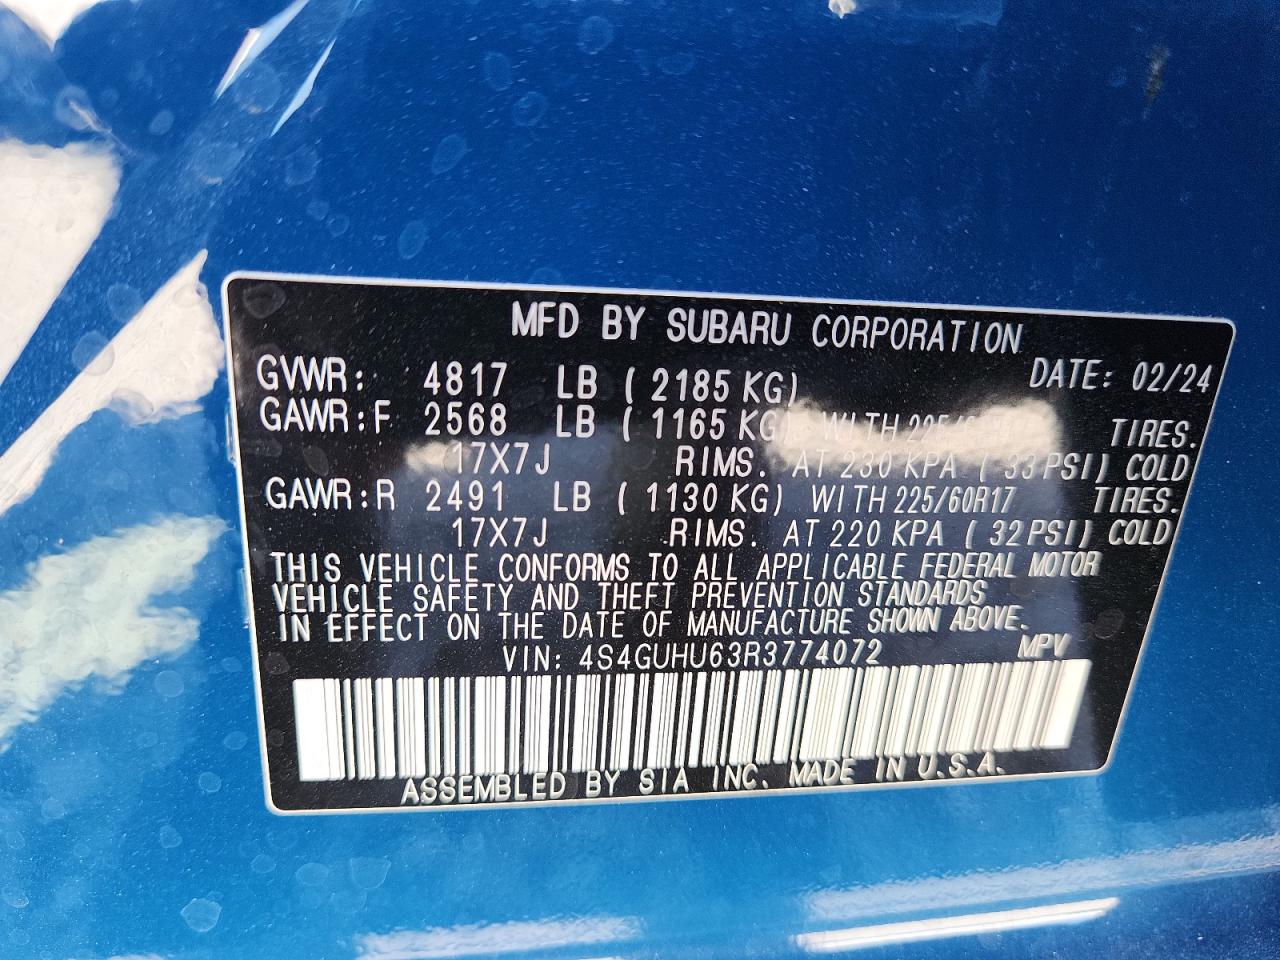 MFD BY SUBARU CORPORATION
GVWR: 4817 LB ( 2185 KG) DATE: 02/24
GAWR:F 2568 LB ( 1165 KG) WITH TIRES.
17X7J RIMS. AT 230 KPA ( 33 PSI) COLD
GAWR:R 2491 LB ( 1130 KG) WITH 225/60R17 TIRES.
17X7J RIMS. AT 220 KPA ( 32 PSI) COLD
THIS VEHICLE CONFORMS TO ALL APPLICABLE FEDERAL MOTOR
VEHICLE SAFETY AND THEFT PREVENTION STANDARDS
IN EFFECT ON THE DATE OF MANUFACTURE SHOWN ABOVE.
VIN: 4S4GUHU63R3774072 MPV
ASSEMBLED BY SIA INC. MADE IN U.S.A.